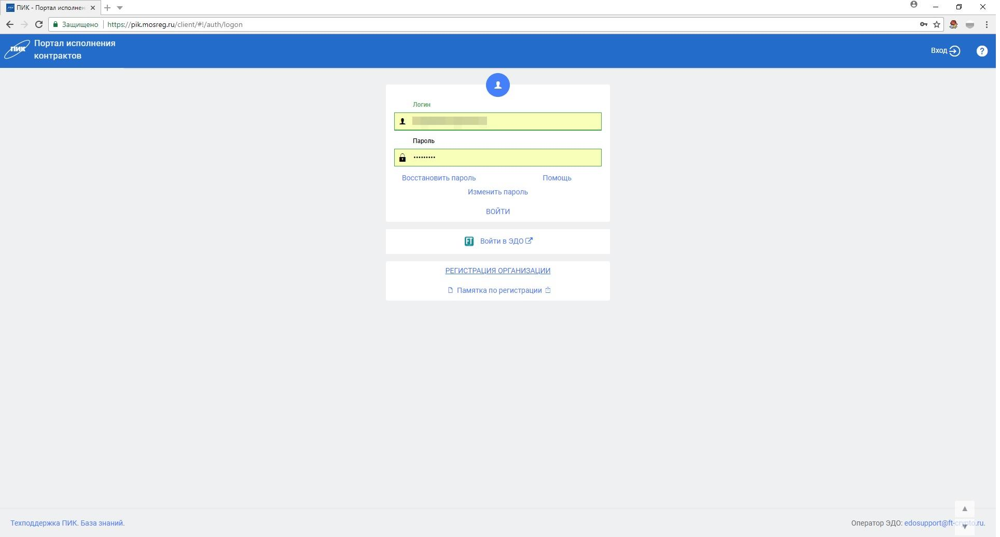 ПИК - Портал исполнен
Защищено
https://pik.mosreg.ru/client/#!/auth/logon
ПИК
Портал исполнения
контрактов
Вход
?
Логин
Пароль
•••••••••
Восстановить пароль
Помощь
Изменить пароль
ВОЙТИ
FT Войти в ЭДО
РЕГИСТРАЦИЯ ОРГАНИЗАЦИИ
Памятка по регистрации
Техподдержка ПИК. База знаний.
Оператор ЭДО: edosupport@ft-crypto.ru.